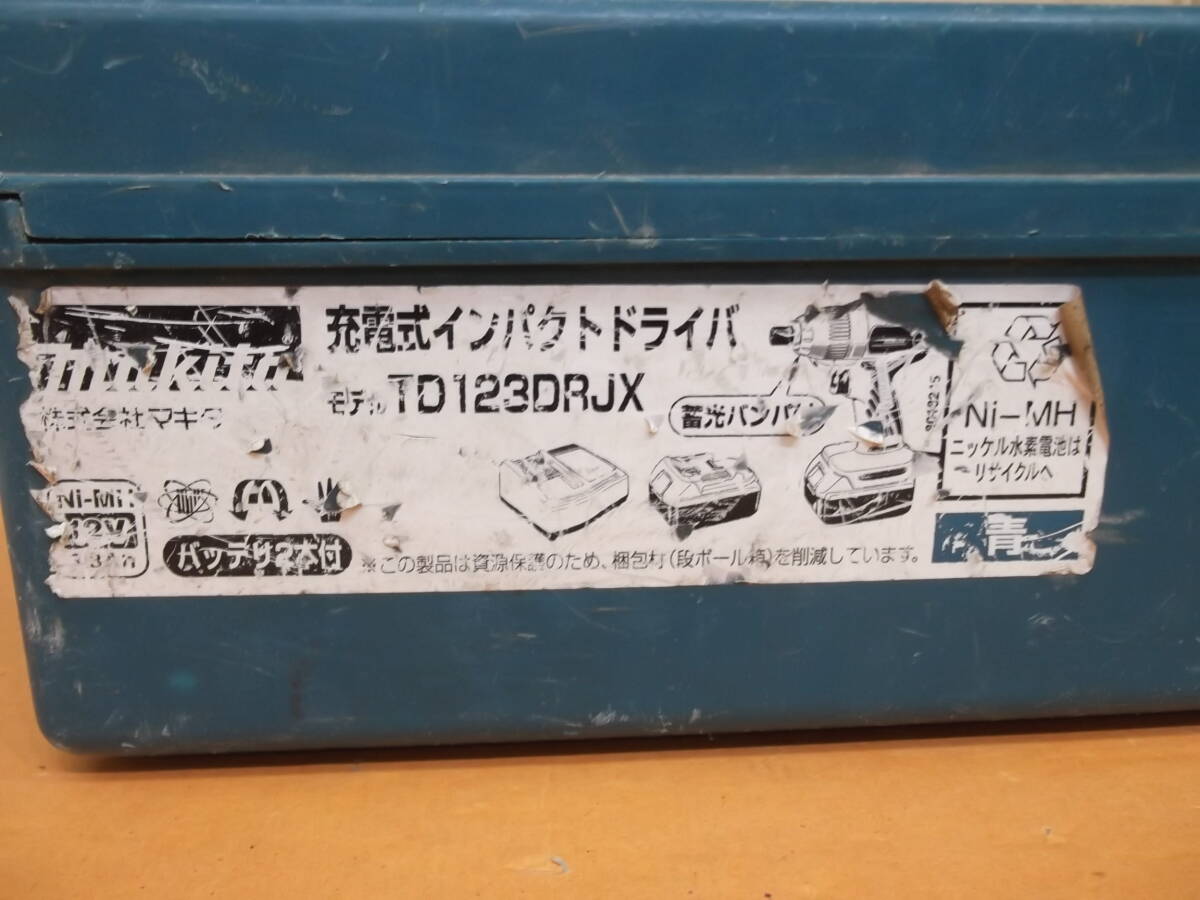 makita
株式会社マキタ
充電式インパクトドライバ
モデル TD123DRJX
蓄光バンパ
Ni-MH
12V
バッテリ2本付
※この製品は資源保護のため、梱包材(段ボール箱)を削減しています。
Ni-MH
ニッケル水素電池は
リサイクルへ
青